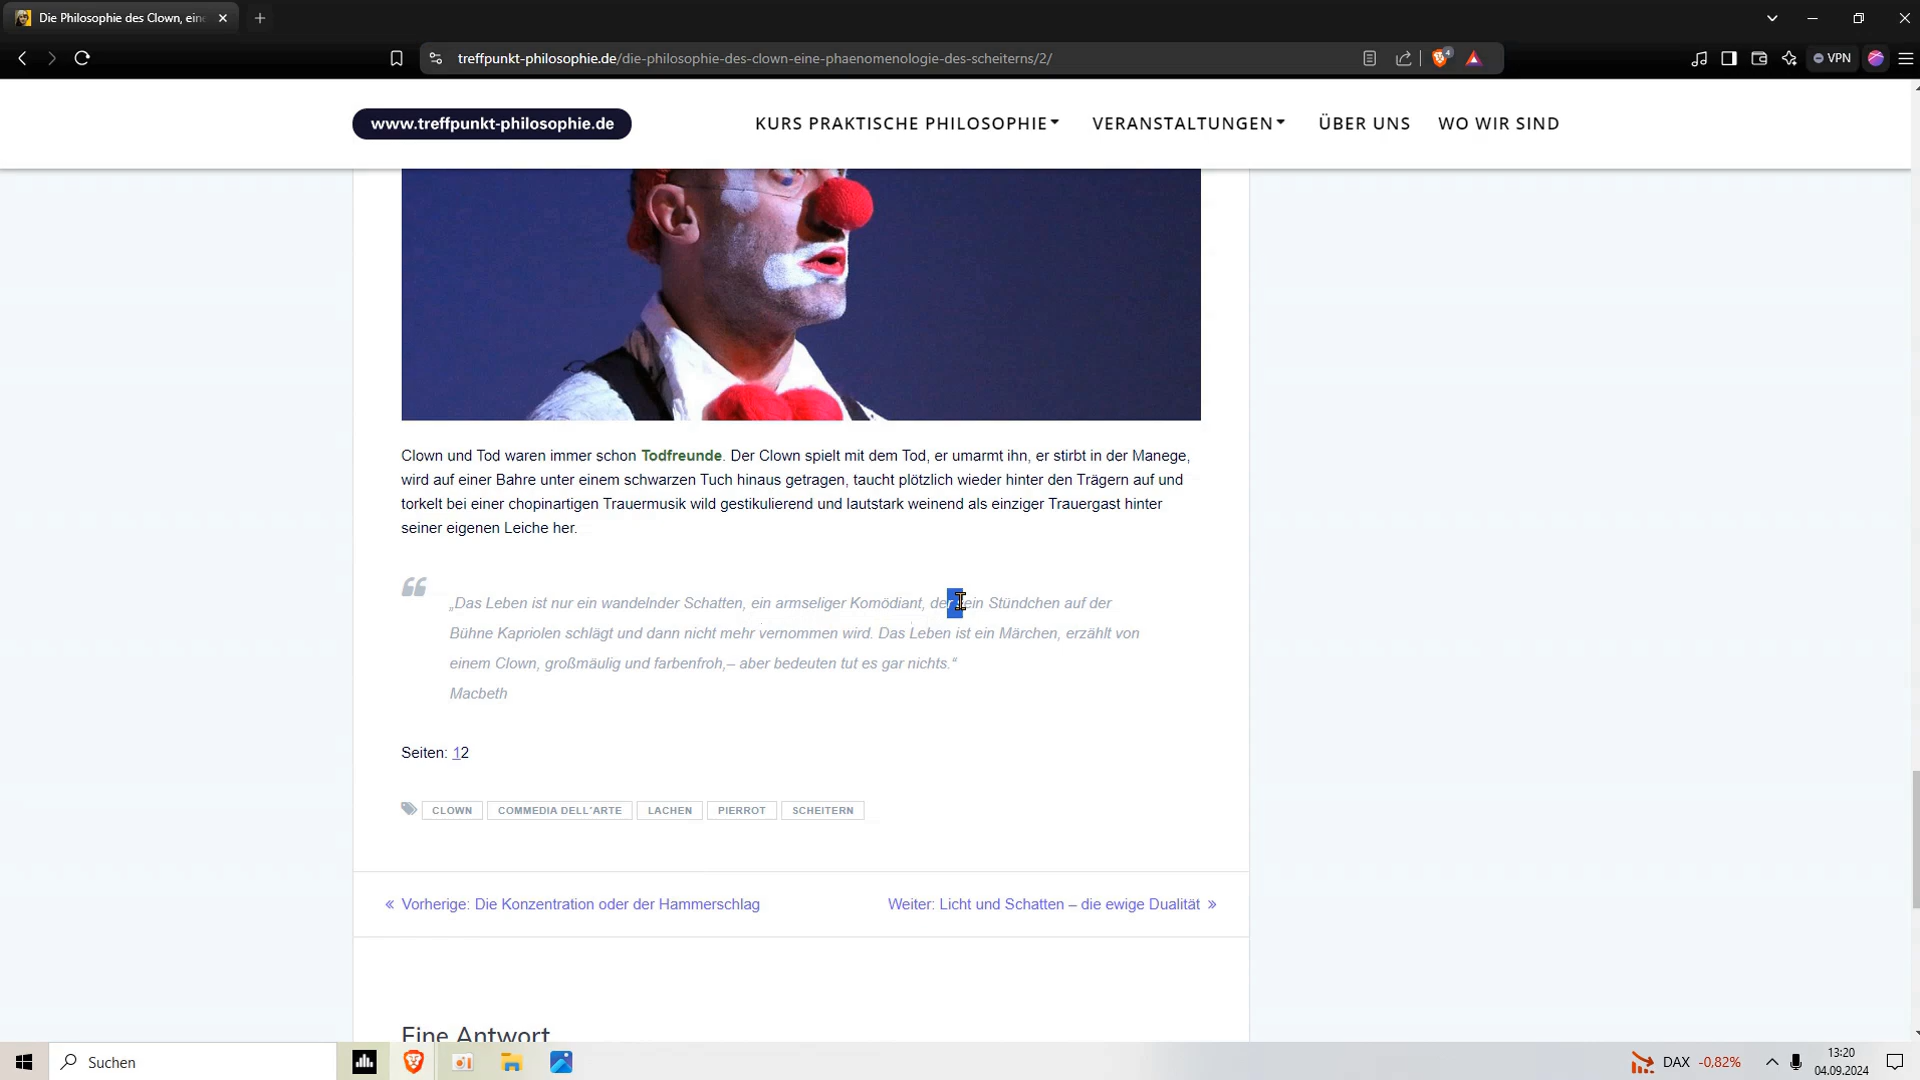 Die Philosophie des Clown, eine
treffpunkt-philosophie.de/die-philosophie-des-clown-eine-phaenomenologie-des-scheiterns/2/
4
VPN
www.treffpunkt-philosophie.de
KURS PRAKTISCHE PHILOSOPHIE
VERANSTALTUNGEN
ÜBER UNS
WO WIR SIND
Clown und Tod waren immer schon Todfreunde. Der Clown spielt mit dem Tod, er umarmt ihn, er stirbt in der Manege,
wird auf einer Bahre unter einem schwarzen Tuch hinaus getragen, taucht plötzlich wieder hinter den Trägern auf und
torkelt bei einer chopinartigen Trauermusik wild gestikulierend und lautstark weinend als einziger Trauergast hinter
seiner eigenen Leiche her.
„Das Leben ist nur ein wandelnder Schatten, ein armseliger Komödiant, der sein Stündchen auf der
Bühne Kapriolen schlägt und dann nicht mehr vernommen wird. Das Leben ist ein Märchen, erzählt von
einem Clown, großmäulig und farbenfroh,– aber bedeuten tut es gar nichts.“
Macbeth
Seiten: 12
CLOWN
COMMEDIA DELL'ARTE
LACHEN
PIERROT
SCHEITERN
« Vorherige: Die Konzentration oder der Hammerschlag
Weiter: Licht und Schatten – die ewige Dualität »
Eine Antwort
Suchen
DAX -0,82%
13:20
04.09.2024